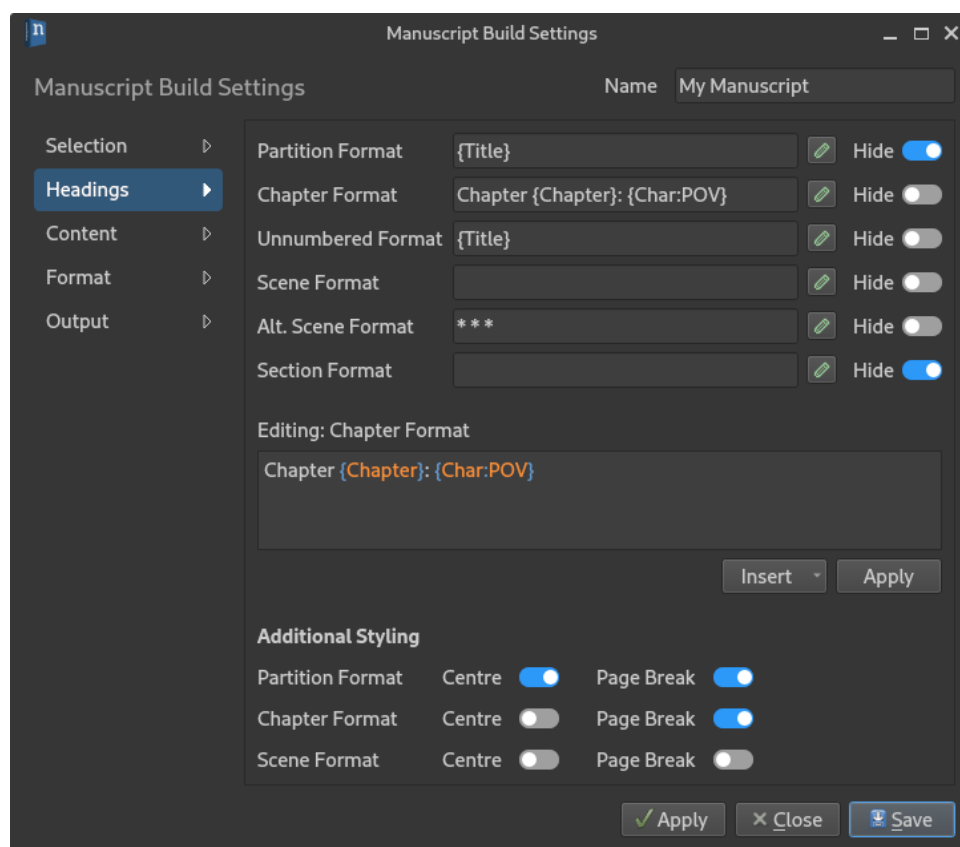 n
Manuscript Build Settings
Manuscript Build Settings
Name My Manuscript
Selection
Headings
Content
Format
Output
Partition Format {Title} Hide
Chapter Format Chapter {Chapter}: {Char:POV} Hide
Unnumbered Format {Title} Hide
Scene Format Hide
Alt. Scene Format * * * Hide
Section Format Hide
Editing: Chapter Format
Chapter {Chapter}: {Char:POV}
Insert Apply
Additional Styling
Partition Format Centre Page Break
Chapter Format Centre Page Break
Scene Format Centre Page Break
Apply Close Save